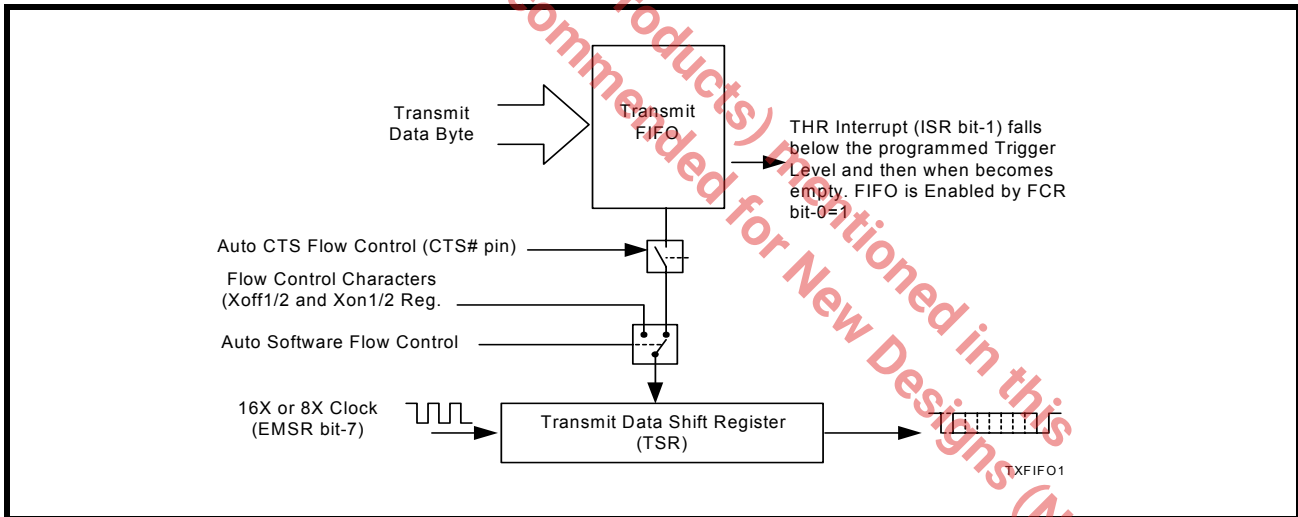 roducts) mentioned in this
commended for New Designs (N
Transmit
Data Byte
Transmit
FIFO
THR Interrupt (ISR bit-1) falls
below the programmed Trigger
Level and then when becomes
empty. FIFO is Enabled by FCR
bit-0=1
Auto CTS Flow Control (CTS# pin)
Flow Control Characters
(Xoff1/2 and Xon1/2 Reg.
Auto Software Flow Control
16X or 8X Clock
(EMSR bit-7)
Transmit Data Shift Register
(TSR)
TXFIFO1